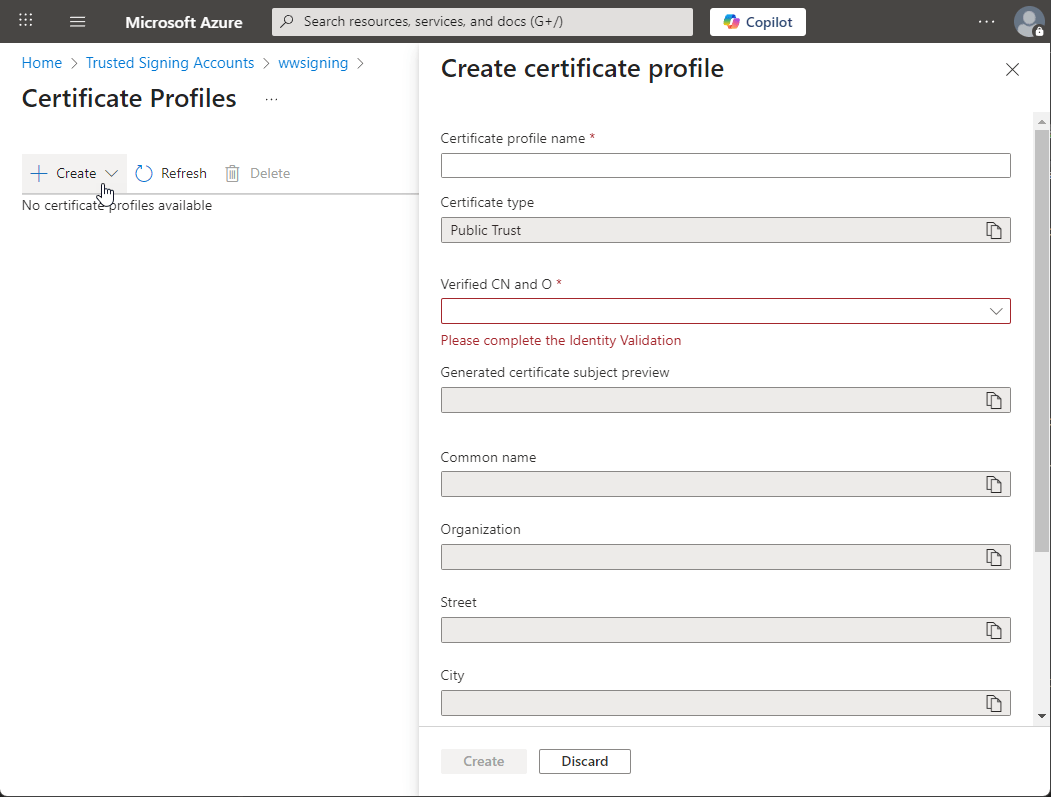 Microsoft Azure
Search resources, services, and docs (G+/)
Copilot
Home > Trusted Signing Accounts > wwsigning >
Certificate Profiles ...
Create
Refresh
Delete
No certificate profiles available
Create certificate profile
Certificate profile name *
Certificate type
Public Trust
Verified CN and O *
Please complete the Identity Validation
Generated certificate subject preview
Common name
Organization
Street
City
Create
Discard